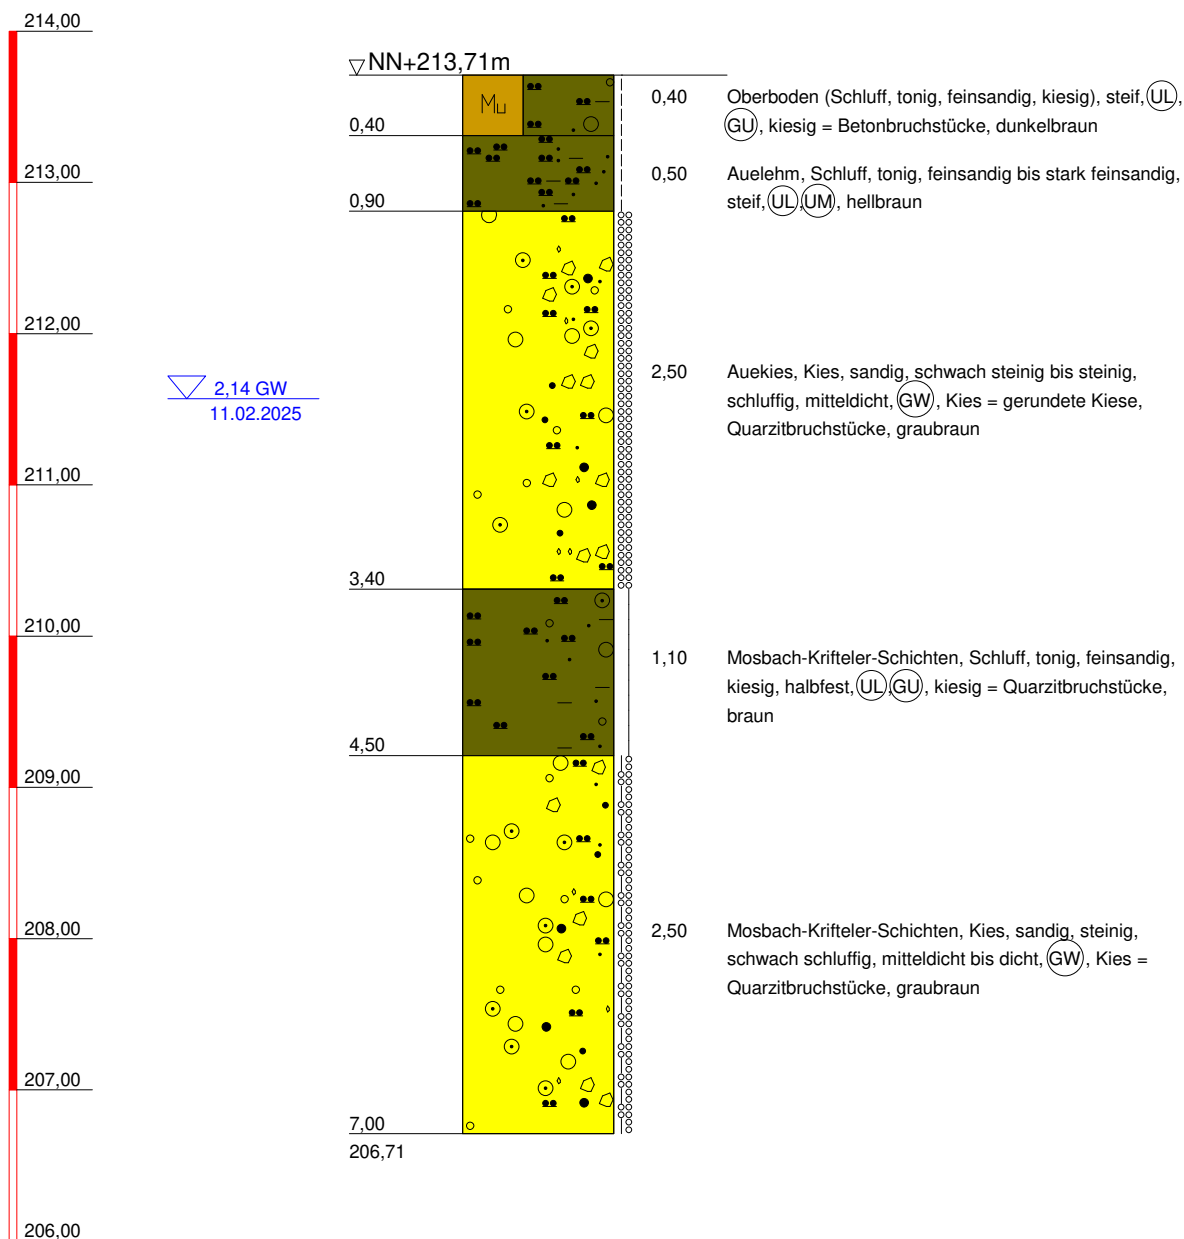 214,00
NN+213,71m
Mu
0,40
0,40 Oberboden (Schluff, tonig, feinsandig, kiesig), steif, UL,
GU, kiesig = Betonbruchstücke, dunkelbraun
213,00
0,50 Auelehm, Schluff, tonig, feinsandig bis stark feinsandig,
steif, UL, UM, hellbraun
0,90
212,00
2,14 GW
11.02.2025
2,50 Auekies, Kies, sandig, schwach steinig bis steinig,
schluffig, mitteldicht, GW, Kies = gerundete Kiese,
Quarzitbruchstücke, graubraun
211,00
3,40
210,00
1,10 Mosbach-Krifteler-Schichten, Schluff, tonig, feinsandig,
kiesig, halbfest, UL, GU, kiesig = Quarzitbruchstücke,
braun
4,50
209,00
208,00
2,50 Mosbach-Krifteler-Schichten, Kies, sandig, steinig,
schwach schluffig, mitteldicht bis dicht, GW, Kies =
Quarzitbruchstücke, graubraun
207,00
7,00
206,71
206,00